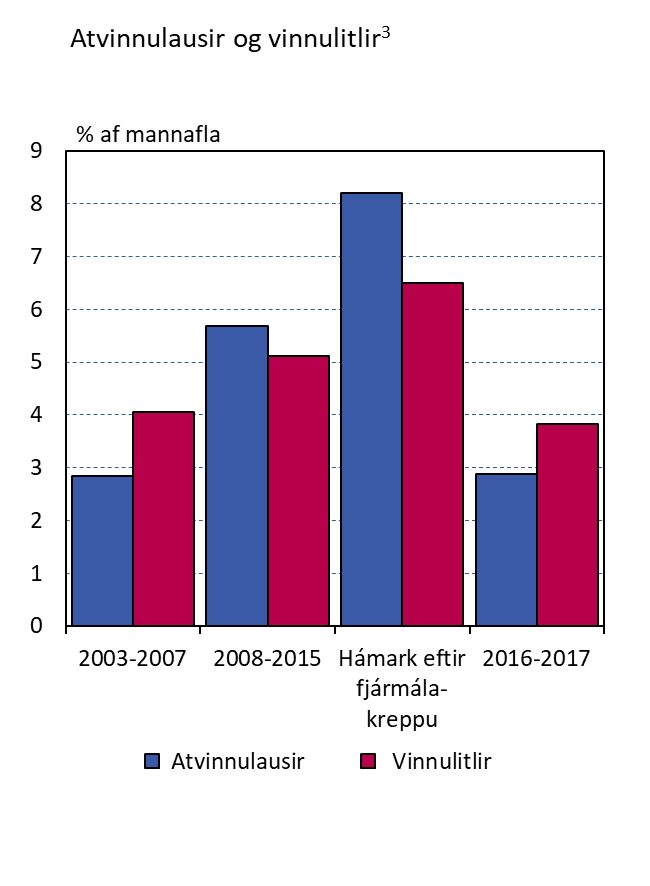 Atvinnulausir og vinnulitlir³
% af mannafla
9
8
7
6
5
4
3
2
1
0
2003-2007
2008-2015
Hámark eftir
fjármála-
kreppu
2016-2017
Atvinnulausir
Vinnulitlir